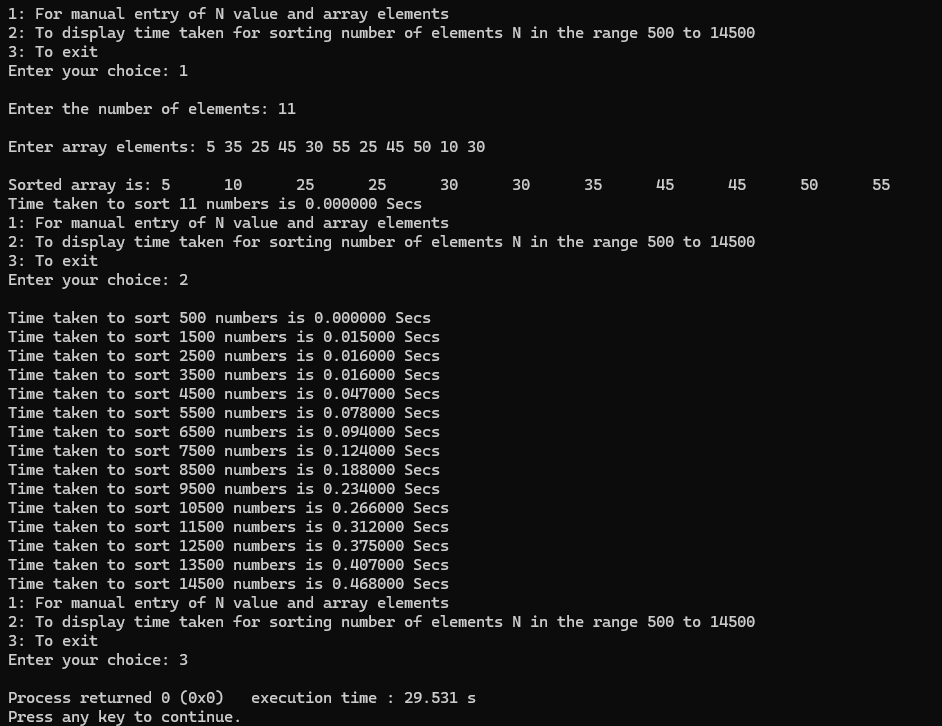 1: For manual entry of N value and array elements
2: To display time taken for sorting number of elements N in the range 500 to 14500
3: To exit
Enter your choice: 1
Enter the number of elements: 11
Enter array elements: 5 35 25 45 30 55 25 45 50 10 30
Sorted array is: 5      10      25      25      30      30      35      45      45      50      55
Time taken to sort 11 numbers is 0.000000 Secs
1: For manual entry of N value and array elements
2: To display time taken for sorting number of elements N in the range 500 to 14500
3: To exit
Enter your choice: 2
Time taken to sort 500 numbers is 0.000000 Secs
Time taken to sort 1500 numbers is 0.015000 Secs
Time taken to sort 2500 numbers is 0.016000 Secs
Time taken to sort 3500 numbers is 0.016000 Secs
Time taken to sort 4500 numbers is 0.047000 Secs
Time taken to sort 5500 numbers is 0.078000 Secs
Time taken to sort 6500 numbers is 0.094000 Secs
Time taken to sort 7500 numbers is 0.124000 Secs
Time taken to sort 8500 numbers is 0.188000 Secs
Time taken to sort 9500 numbers is 0.234000 Secs
Time taken to sort 10500 numbers is 0.266000 Secs
Time taken to sort 11500 numbers is 0.312000 Secs
Time taken to sort 12500 numbers is 0.375000 Secs
Time taken to sort 13500 numbers is 0.407000 Secs
Time taken to sort 14500 numbers is 0.468000 Secs
1: For manual entry of N value and array elements
2: To display time taken for sorting number of elements N in the range 500 to 14500
3: To exit
Enter your choice: 3
Process returned 0 (0x0)   execution time : 29.531 s
Press any key to continue.